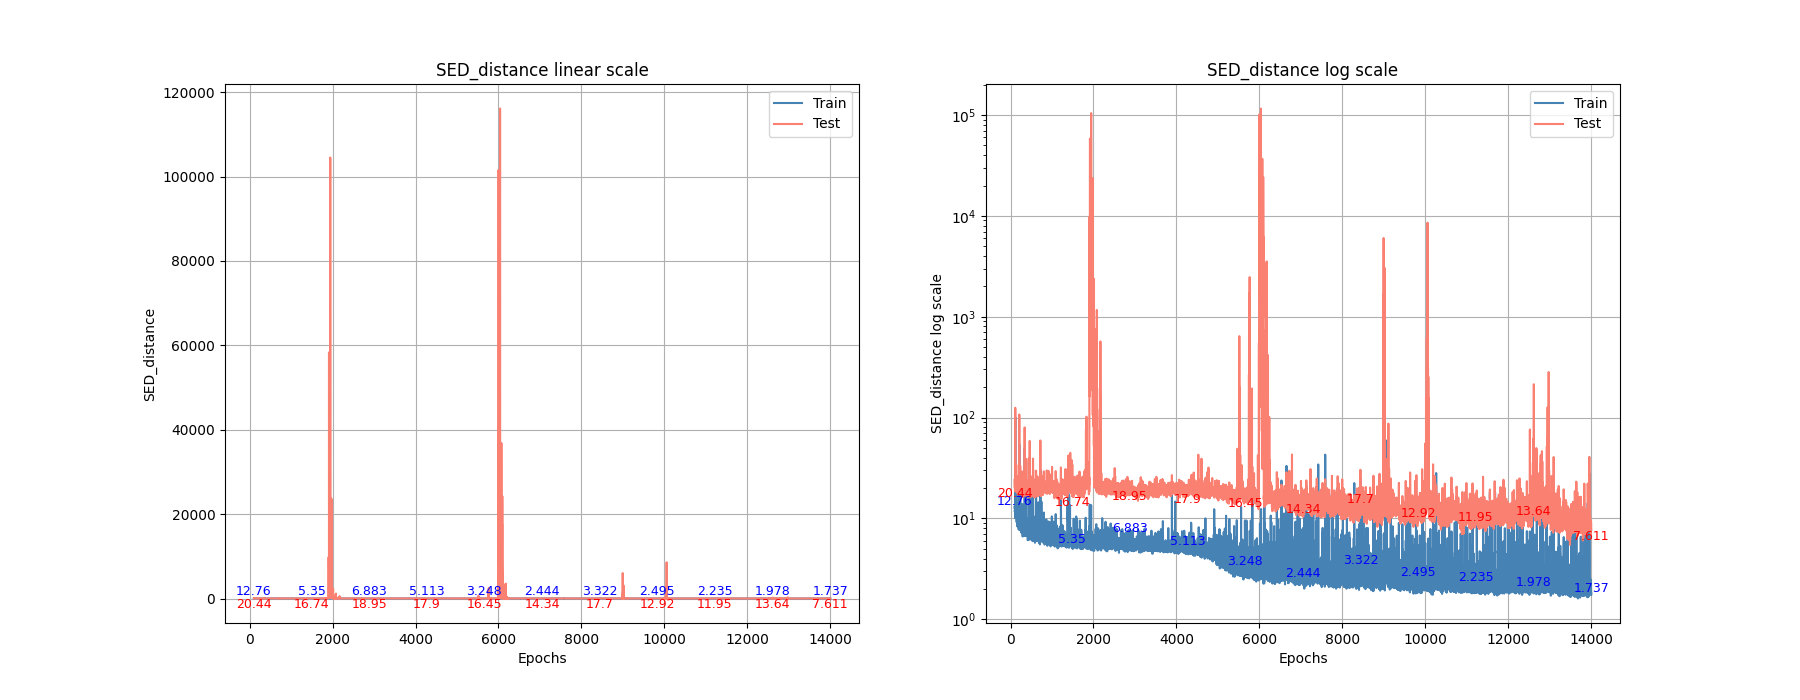 SED_distance linear scale
120000
100000
80000
60000
40000
20000
0
SED_distance
Train
Test
12.76 5.35 6.883 5.113 3.248 2.444 3.322 2.495 2.235 1.978 1.737
20.44 16.74 18.95 17.9 16.45 14.34 17.7 12.92 11.95 13.64 7.611
0 2000 4000 6000 8000 10000 12000 14000
Epochs
SED_distance log scale
10^5
10^4
10^3
10^2
10^1
10^0
SED_distance log scale
Train
Test
20.44 16.74 18.95 17.9 16.45 14.34 17.7 12.92 11.95 13.64 7.611
12.76 5.35 6.883 5.113 3.248 2.444 3.322 2.495 2.235 1.978 1.737
0 2000 4000 6000 8000 10000 12000 14000
Epochs